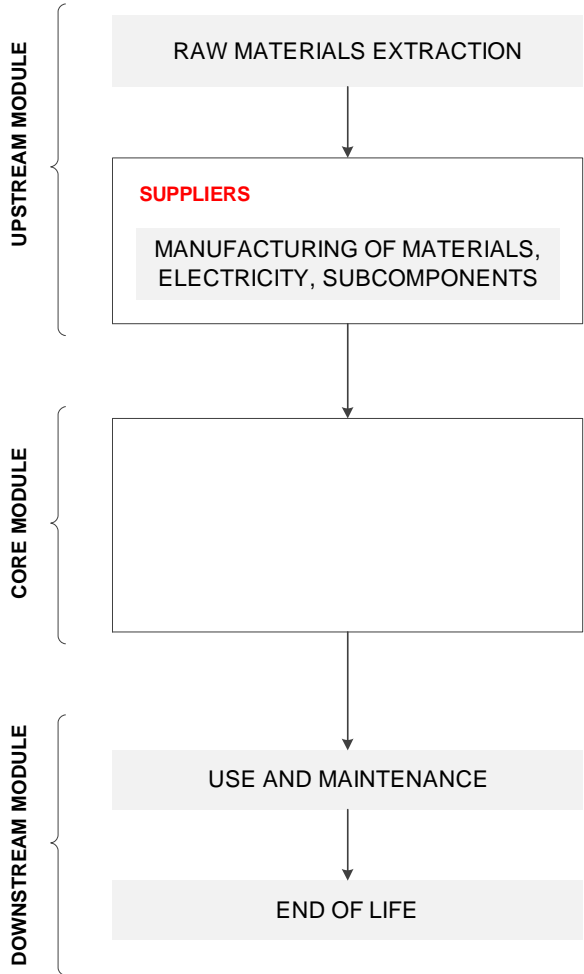 UPSTREAM MODULE
RAW MATERIALS EXTRACTION
SUPPLIERS
MANUFACTURING OF MATERIALS,
ELECTRICITY, SUBCOMPONENTS
CORE MODULE
DOWNSTREAM MODULE
USE AND MAINTENANCE
END OF LIFE